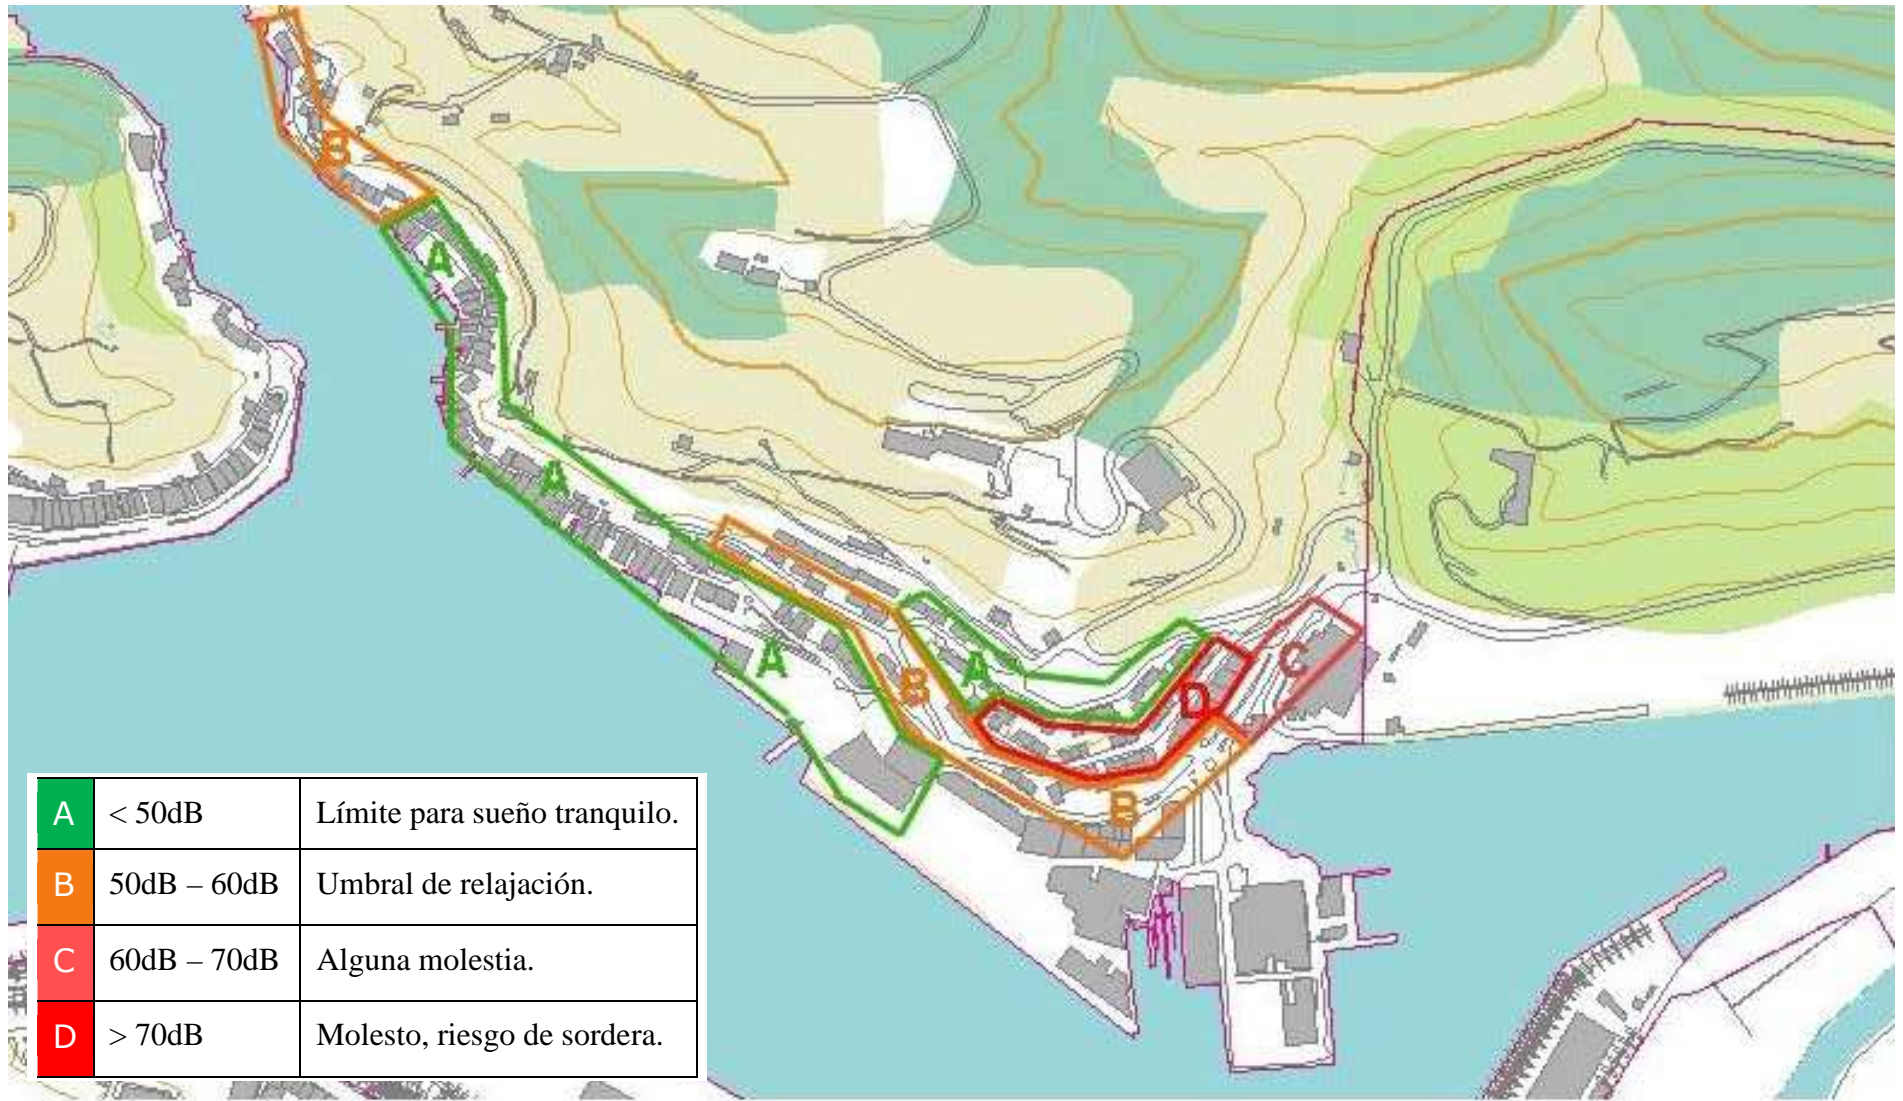 B
A
A
A
B
A
D
C
B
A < 50dB Límite para sueño tranquilo.
B 50dB – 60dB Umbral de relajación.
C 60dB – 70dB Alguna molestia.
D > 70dB Molesto, riesgo de sordera.